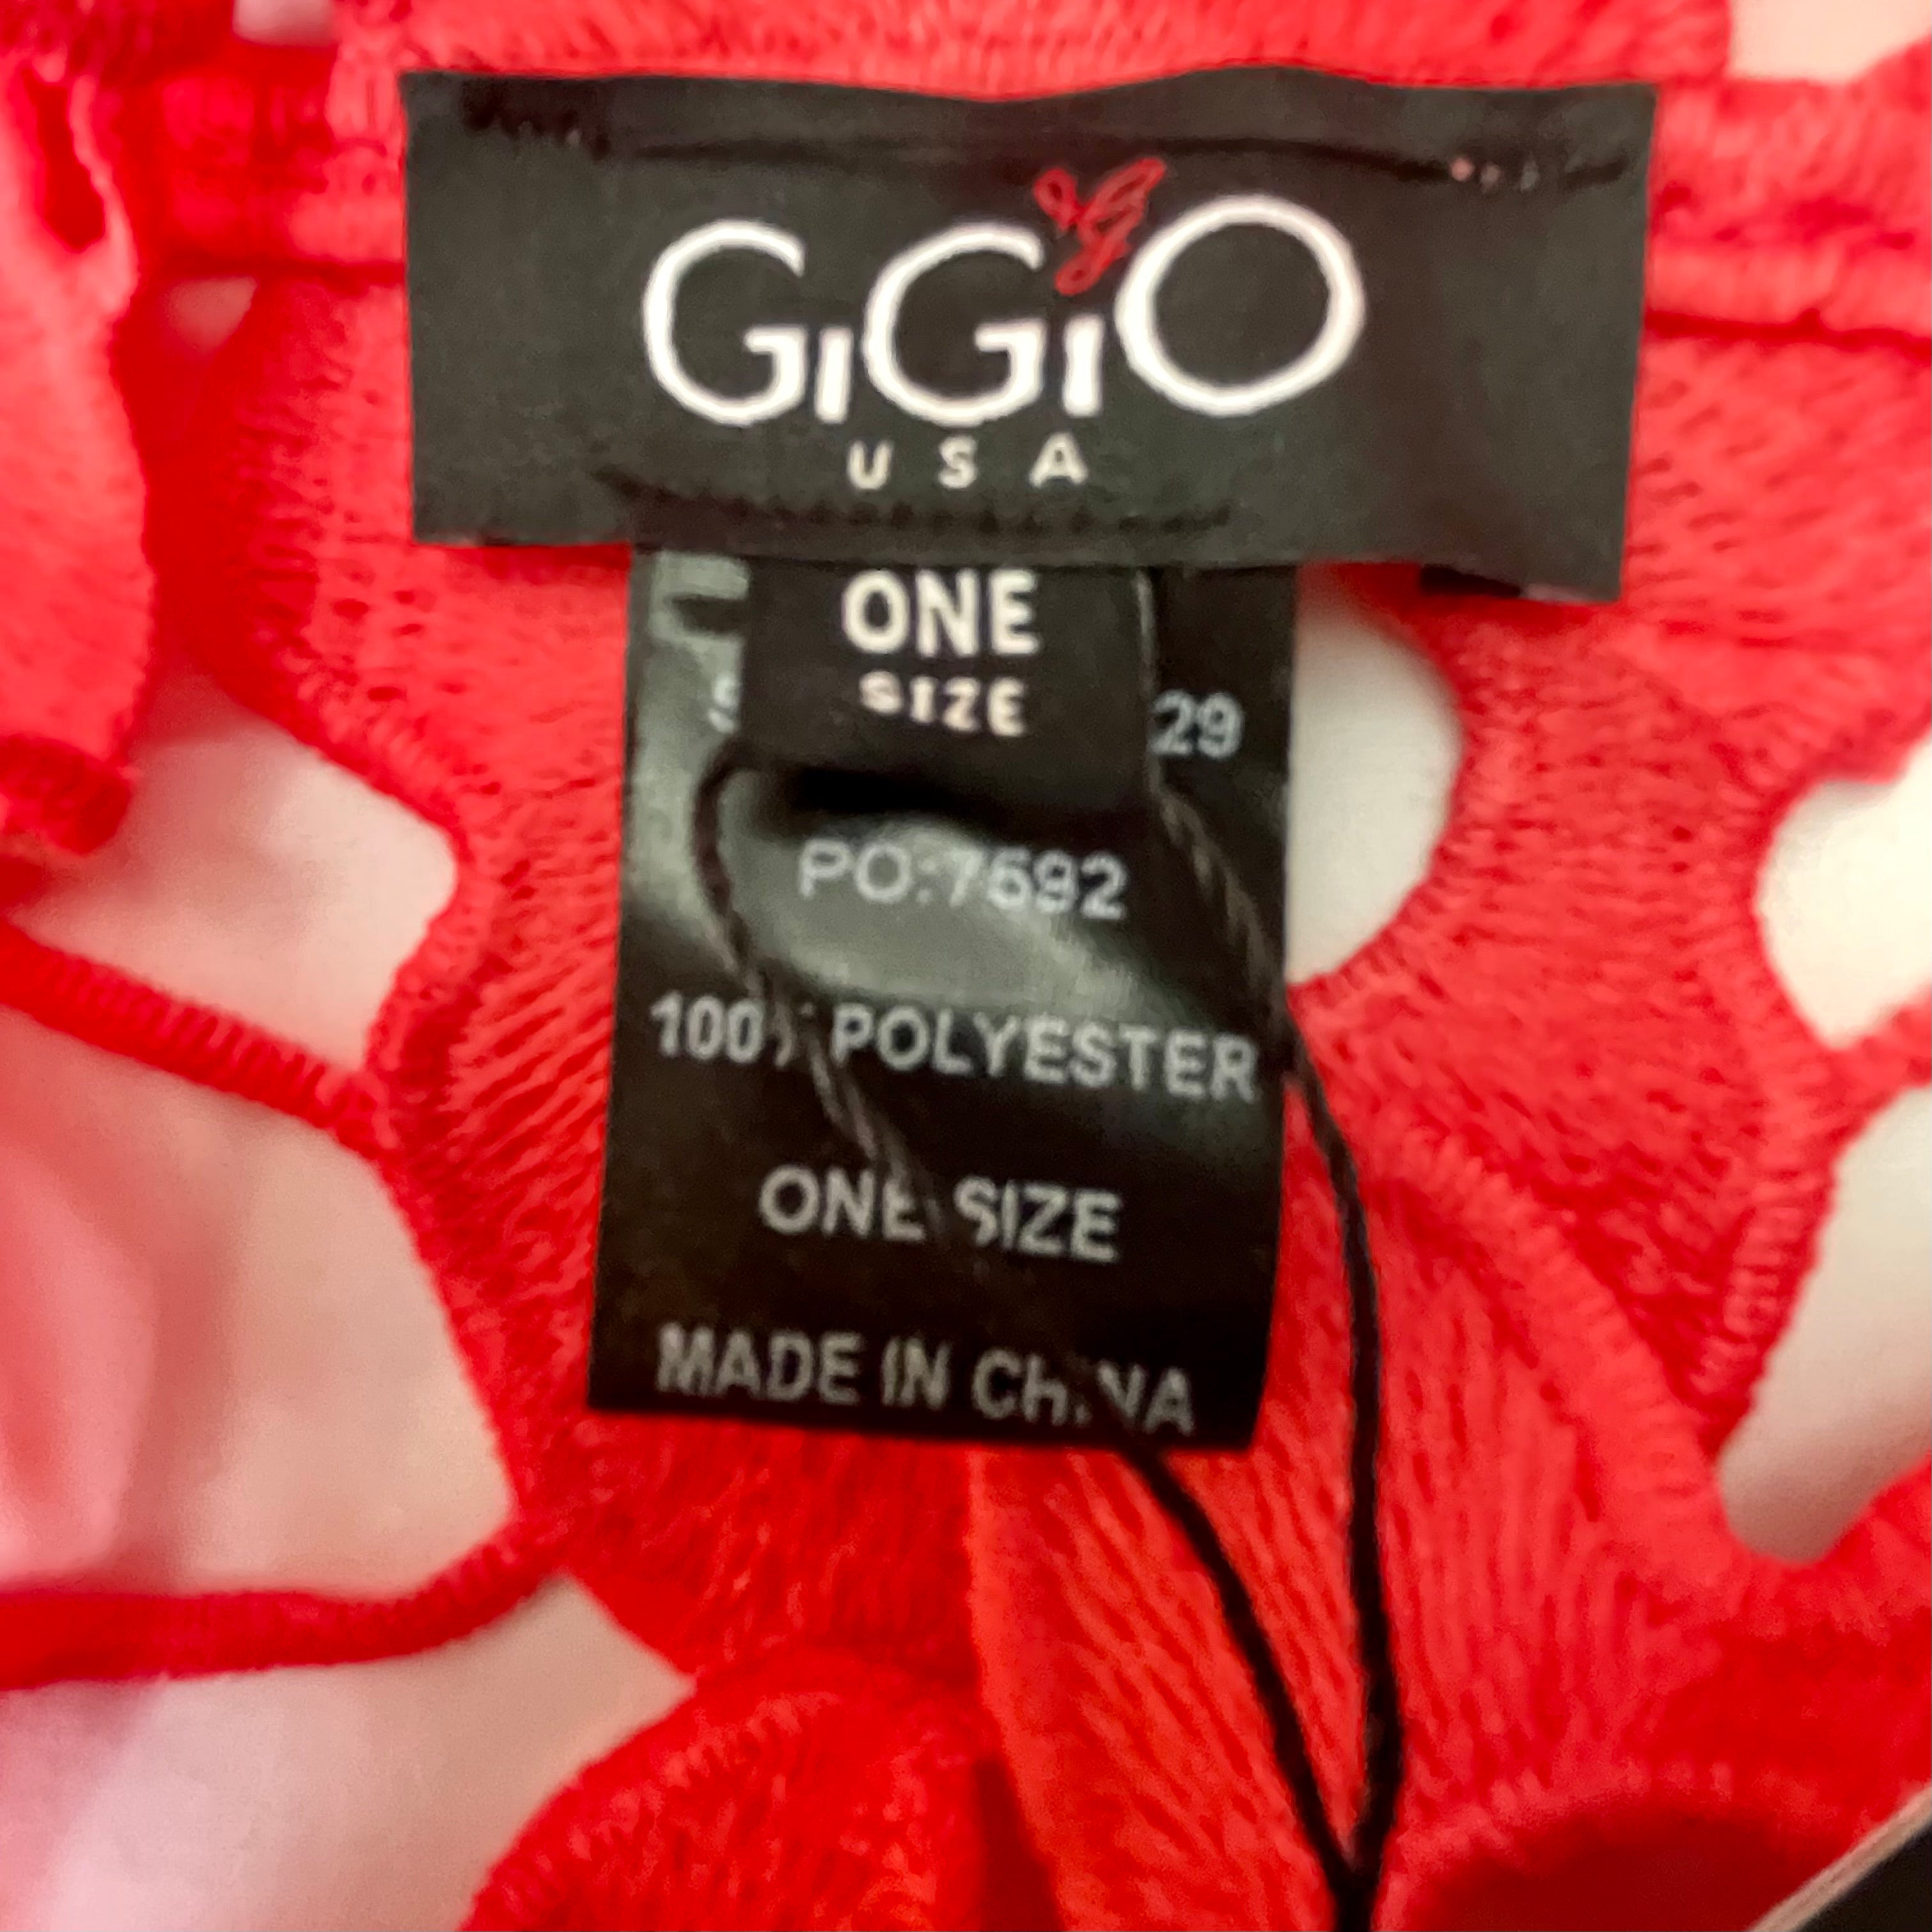 GiGiO
USA
ONE
SIZE
29
PO:7692
100% POLYESTER
ONE SIZE
MADE IN CHINA